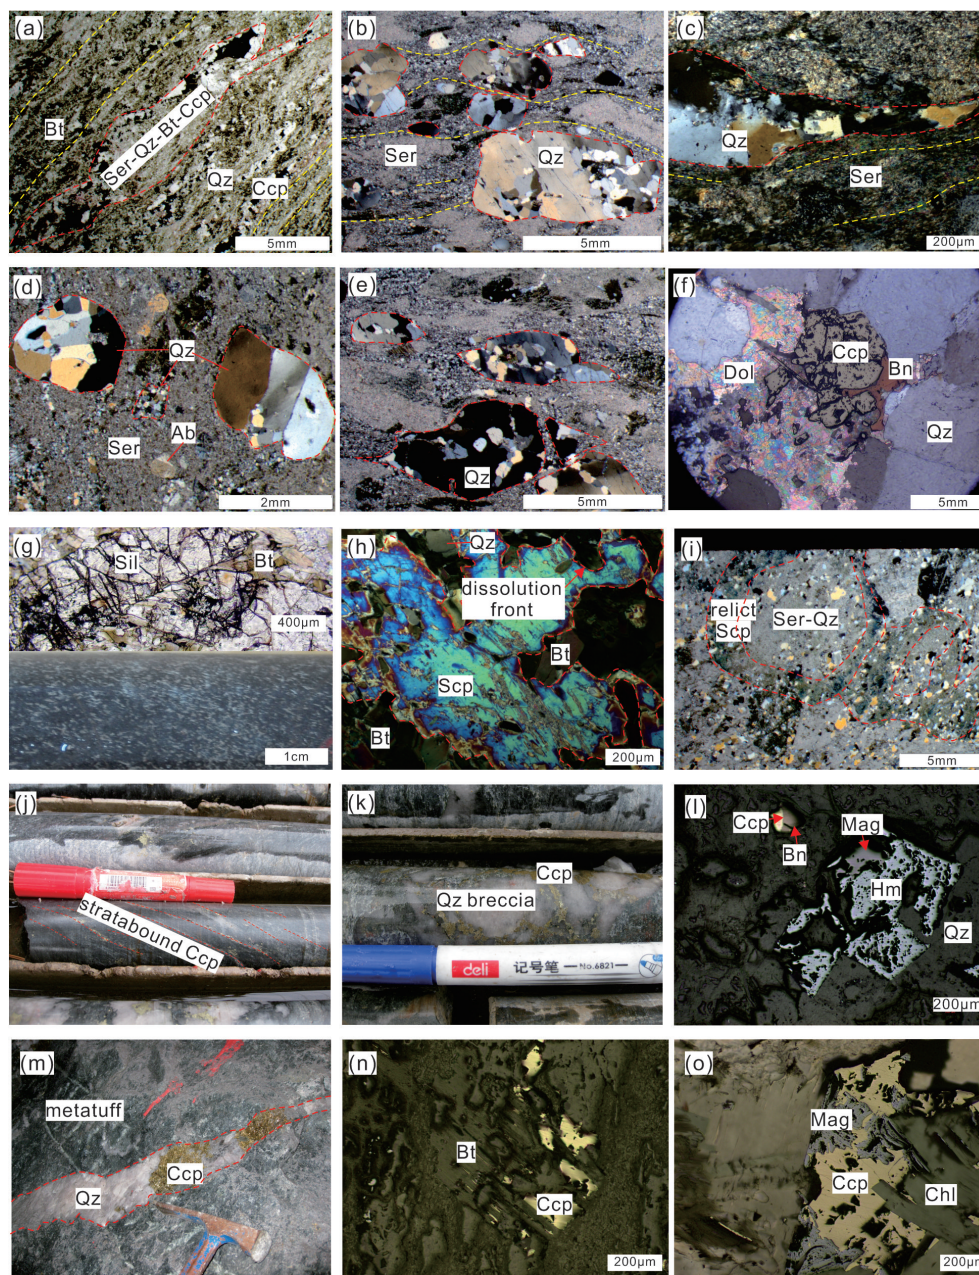 (a)
Bt
Ser-Qz-Bt-Ccp
Qz
Ccp
5mm
(b)
Ser
Qz
5mm
(c)
Qz
Ser
200μm
(d)
Qz
Ser
Ab
2mm
(e)
Qz
5mm
(f)
Ccp
Dol
Bn
Qz
5mm
(g)
Sil
Bt
400μm
1cm
(h)
Qz
dissolution
front
Bt
Scp
Bt
200μm
(i)
relict
Scp
Ser-Qz
5mm
(j)
stratabound Ccp
(k)
Ccp
Qz breccia
deli
记号笔
No.6821
(l)
Ccp
Bn
Mag
Hm
Qz
200μm
(m)
metatuff
Ccp
Qz
(n)
Bt
Ccp
200μm
(o)
Mag
Ccp
Chl
200μm